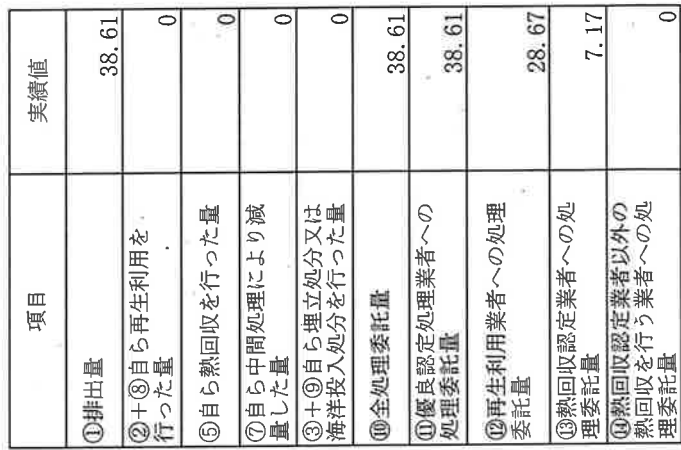 項目 実績値
①排出量 38.61
②+⑧自ら再生利用を
行った量 0
⑤自ら熱回収を行った量 0
⑦自ら中間処理により減
量した量 0
③+⑨自ら埋立処分又は
海洋投入処分を行った量 0
⑩全処理委託量 38.61
⑪優良認定処理業者への
処理委託量 38.61
⑫再生利用業者への処理
委託量 28.67
⑬熱回収認定業者への処
理委託量 7.17
⑭熱回収認定業者以外の
熱回収を行う業者への処
理委託量 0